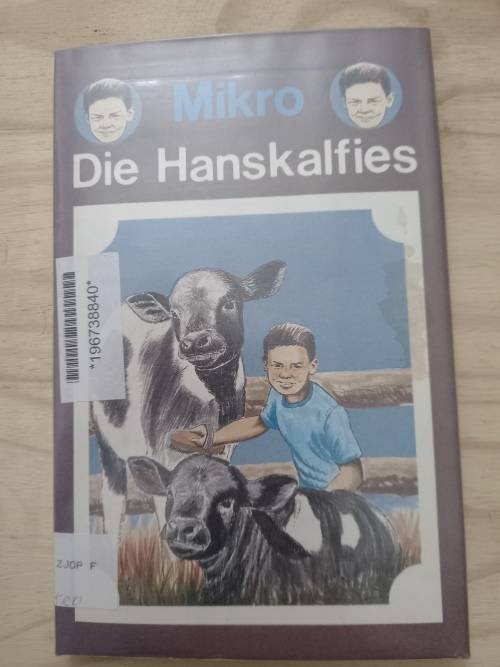 Mikro
Die Hanskalfies
*196738840*
ZJOP F